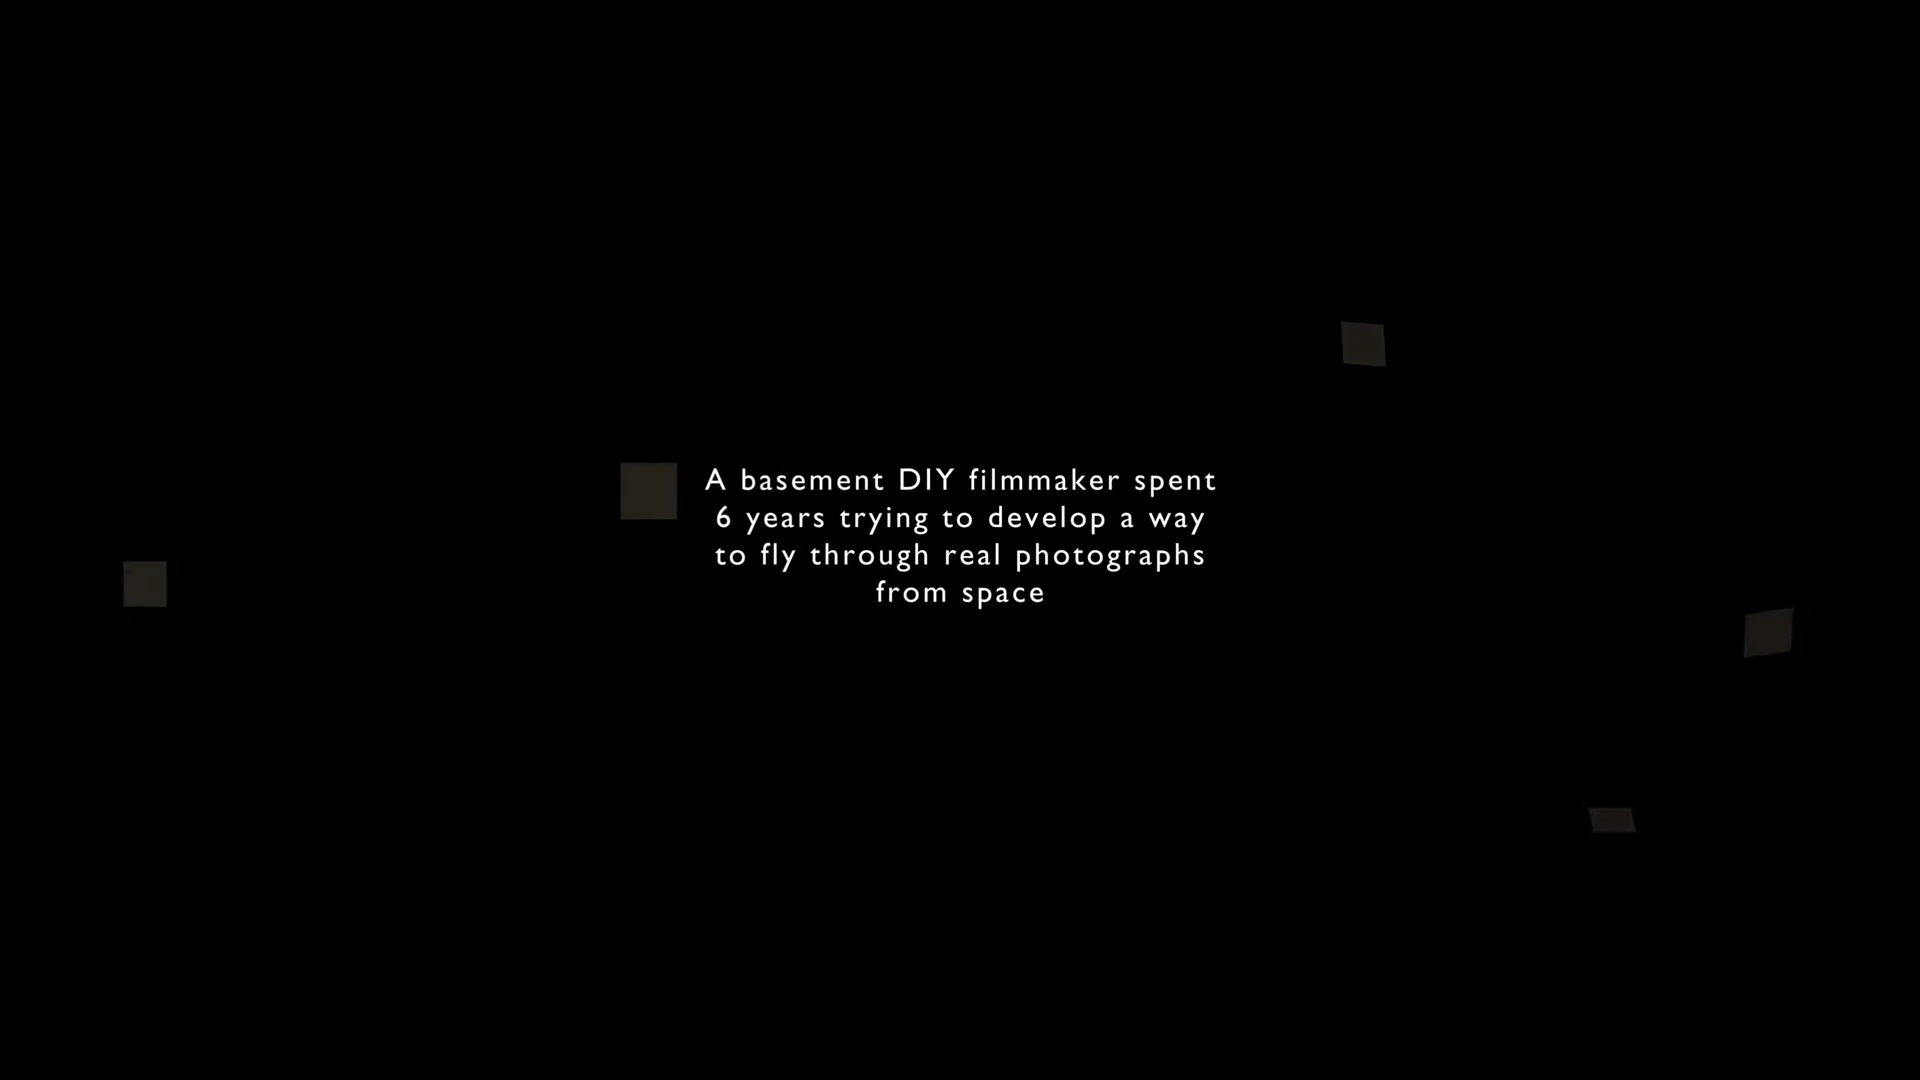 A basement DIY filmmaker spent
6 years trying to develop a way
to fly through real photographs
from space